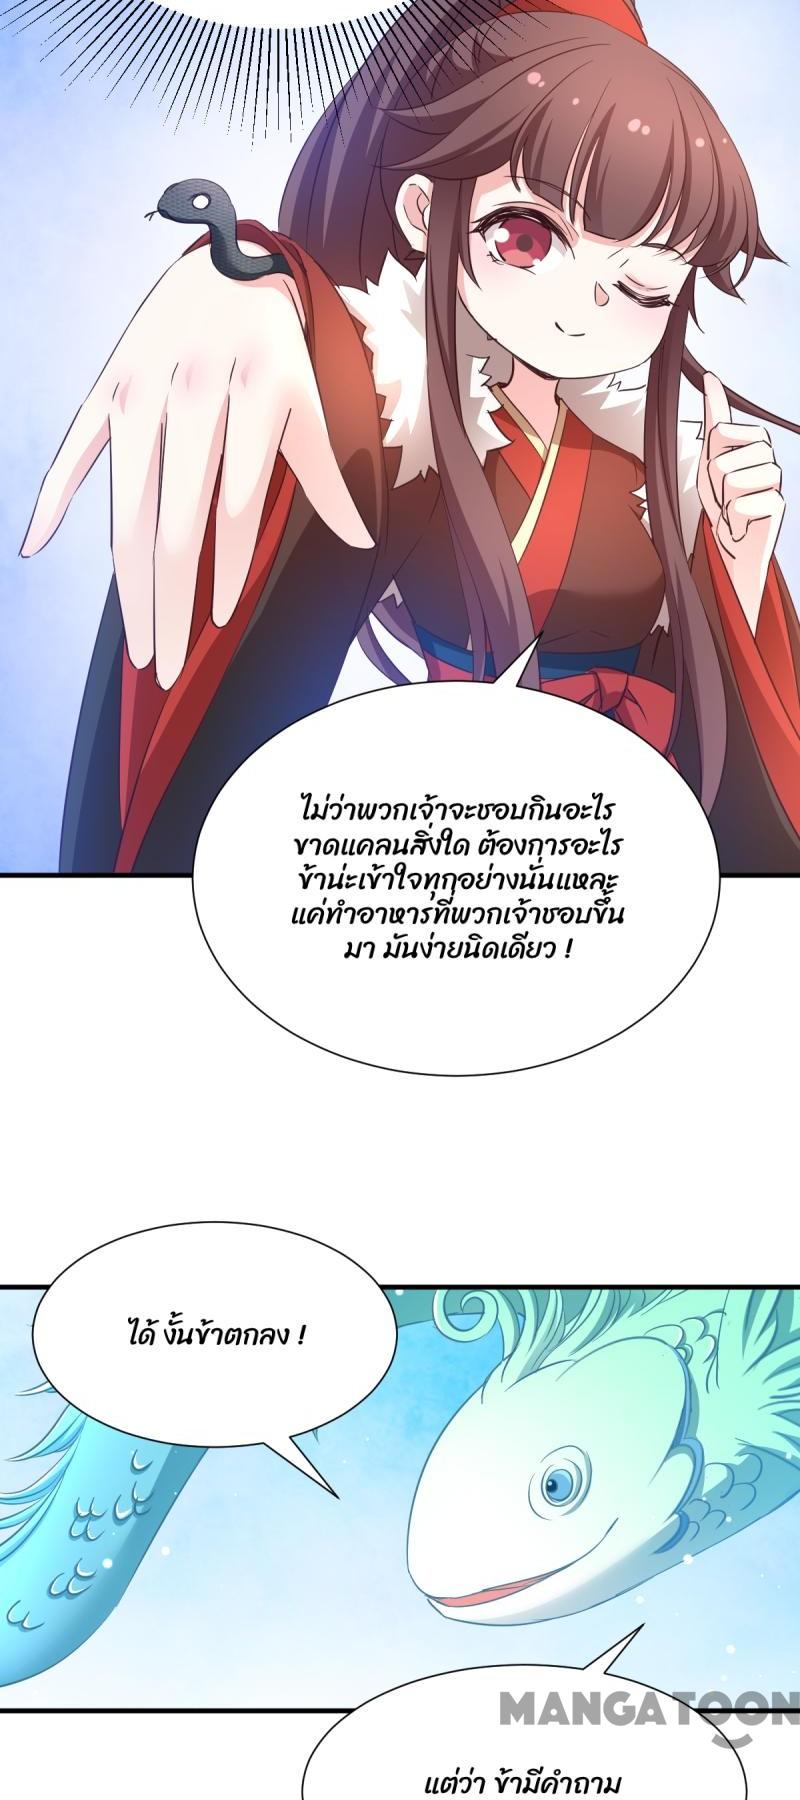 ไม่ว่าพวกเจ้าจะชอบกินอะไร
ขาดแคลนสิ่งใด ต้องการอะไร
ข้าน่ะเข้าใจทุกอย่างนั่นแหละ
แค่ทำอาหารที่พวกเจ้าชอบขึ้น
มา มันง่ายนิดเดียว !
ได้ งั้นข้าตกลง !
MANGATOON
แต่ว่า ข้ามีคำถาม